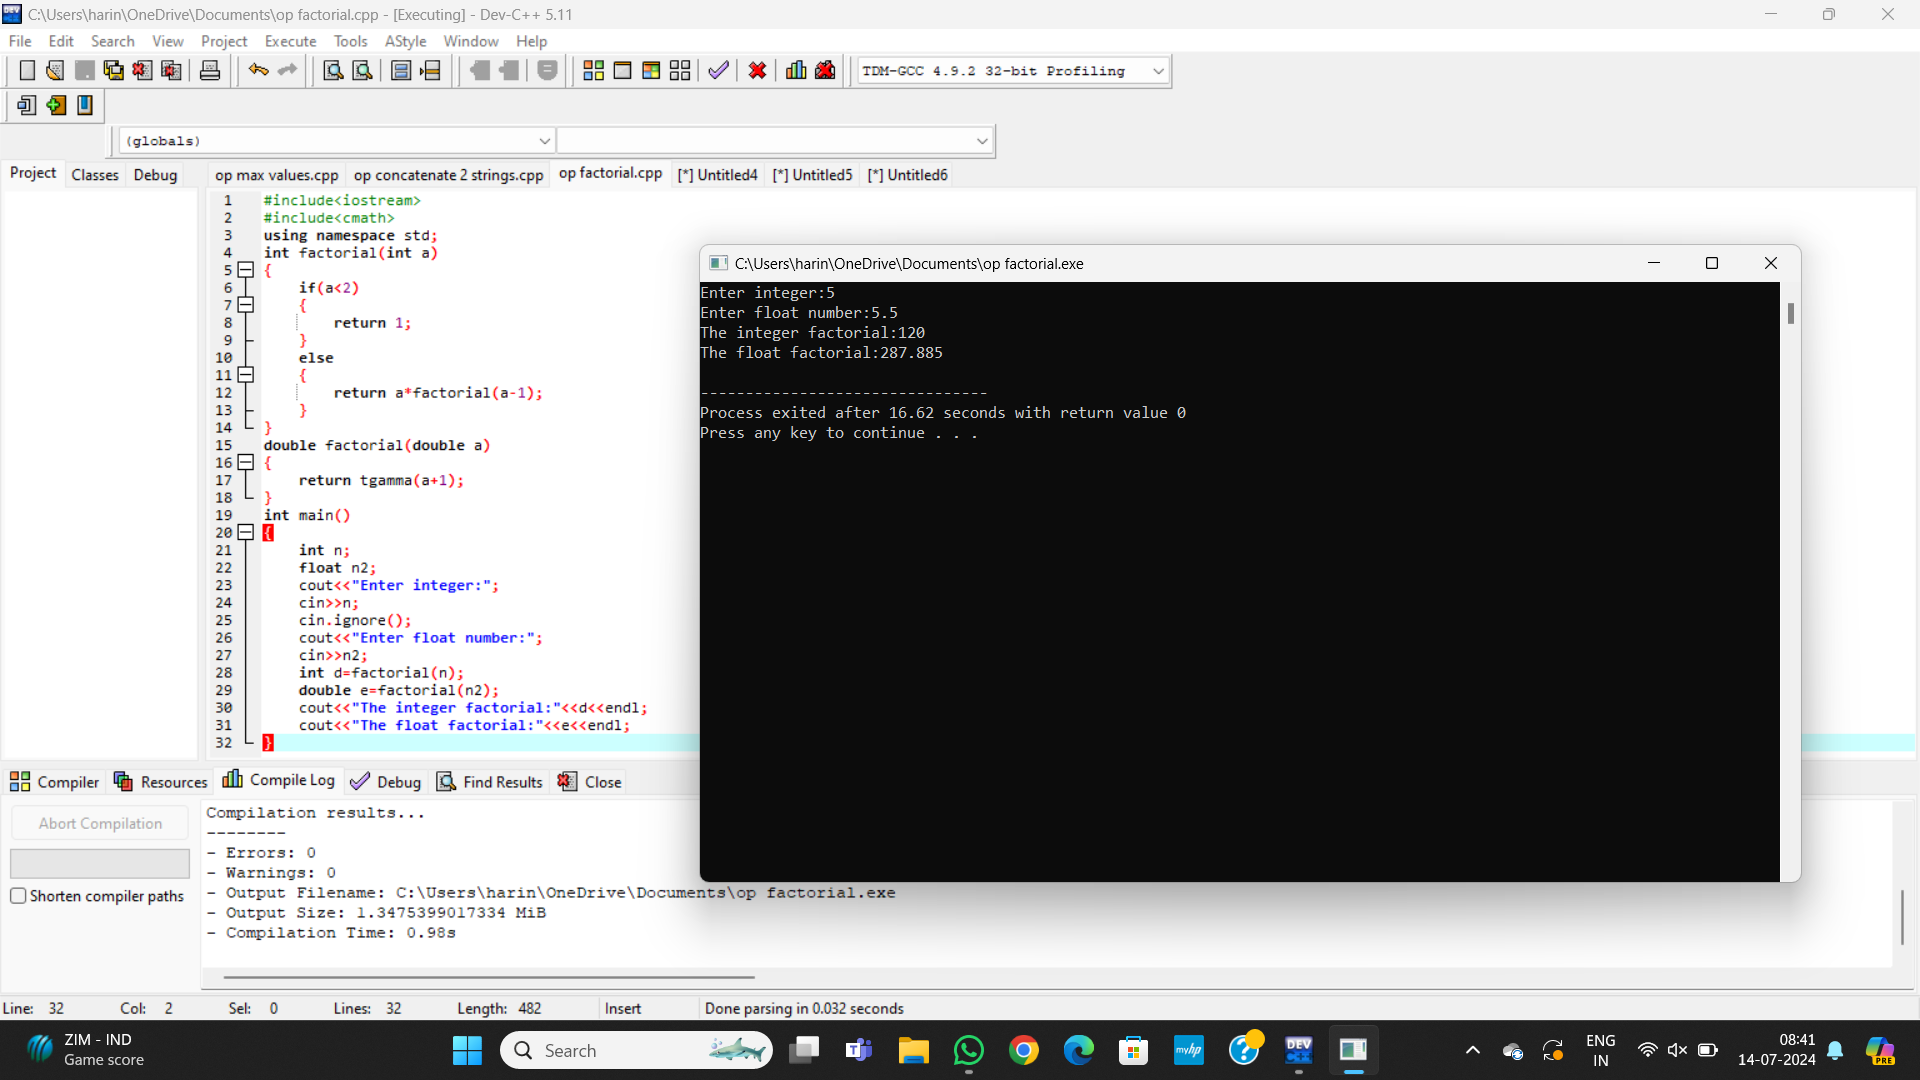 C:\Users\harin\OneDrive\Documents\op factorial.cpp - [Executing] - Dev-C++ 5.11
File Edit Search View Project Execute Tools AStyle Window Help
TDM-GCC 4.9.2 32-bit Profiling
(globals)
Project Classes Debug
op max values.cpp op concatenate 2 strings.cpp op factorial.cpp [*] Untitled4 [*] Untitled5 [*] Untitled6
1 #include<iostream>
2 #include<cmath>
3 using namespace std;
4 int factorial(int a)
5 {
6 if(a<2)
7 {
8 return 1;
9 }
10 else
11 {
12 return a*factorial(a-1);
13 }
14 }
15 double factorial(double a)
16 {
17 return tgamma(a+1);
18 }
19 int main()
20 {
21 int n;
22 float n2;
23 cout<<"Enter integer:";
24 cin>>n;
25 cin.ignore();
26 cout<<"Enter float number:";
27 cin>>n2;
28 int d=factorial(n);
29 double e=factorial(n2);
30 cout<<"The integer factorial:"<<d<<endl;
31 cout<<"The float factorial:"<<e<<endl;
32 }
C:\Users\harin\OneDrive\Documents\op factorial.exe
Enter integer:5
Enter float number:5.5
The integer factorial:120
The float factorial:287.885
--------------------------------
Process exited after 16.62 seconds with return value 0
Press any key to continue . . .
Compiler Resources Compile Log Debug Find Results Close
Abort Compilation
Shorten compiler paths
Compilation results...
--------
- Errors: 0
- Warnings: 0
- Output Filename: C:\Users\harin\OneDrive\Documents\op factorial.exe
- Output Size: 1.3475399017334 MiB
- Compilation Time: 0.98s
Line: 32 Col: 2 Sel: 0 Lines: 32 Length: 482 Insert Done parsing in 0.032 seconds
ZIM - IND
Game score
Search
myhp
DEV
C++
ENG
IN
08:41
14-07-2024
PRE